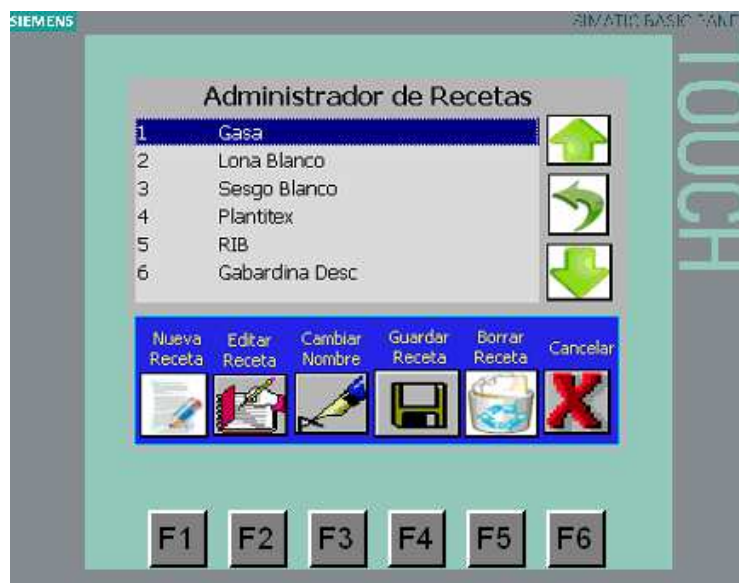 SIEMENS
SIMATIC BASIC PANE
TOUCH
Administrador de Recetas
1 Gasa
2 Lona Blanco
3 Sesgo Blanco
4 Plantitex
5 RIB
6 Gabardina Desc
Nueva Receta
Editar Receta
Cambiar Nombre
Guardar Receta
Borrar Receta
Cancelar
F1 F2 F3 F4 F5 F6